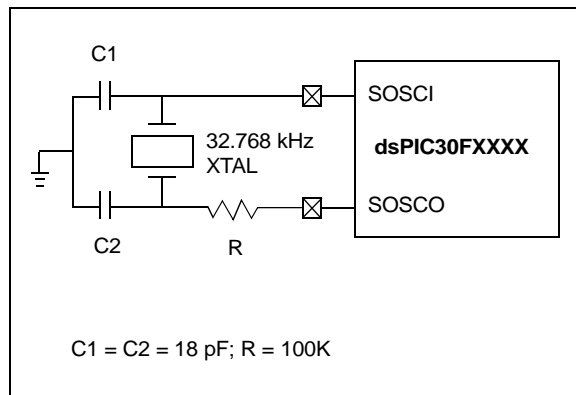 C1
SOSCI
32.768 kHz
XTAL
dsPIC30FXXXX
SOSCO
C2
R
C1 = C2 = 18 pF; R = 100K